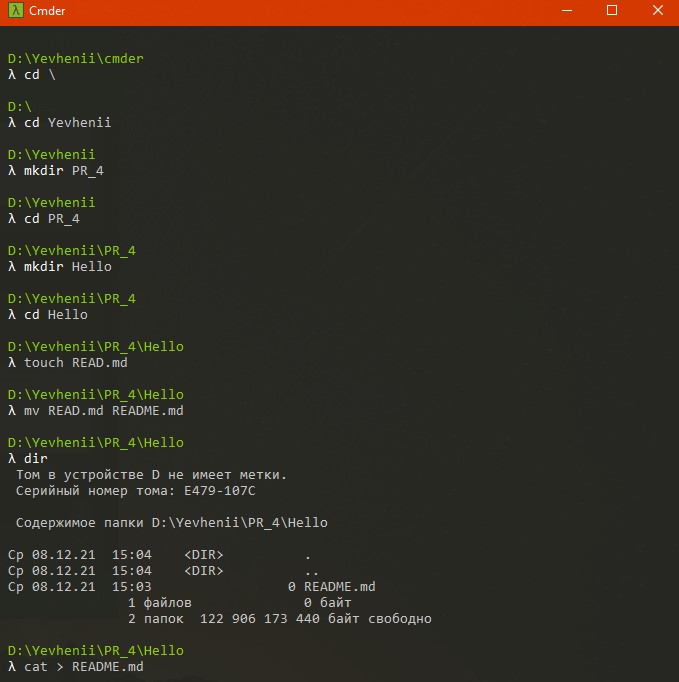 Cmder
D:\Yevhenii\cmder
λ cd \
D:\
λ cd Yevhenii
D:\Yevhenii
λ mkdir PR_4
D:\Yevhenii
λ cd PR_4
D:\Yevhenii\PR_4
λ mkdir Hello
D:\Yevhenii\PR_4
λ cd Hello
D:\Yevhenii\PR_4\Hello
λ touch READ.md
D:\Yevhenii\PR_4\Hello
λ mv READ.md README.md
D:\Yevhenii\PR_4\Hello
λ dir
Том в устройстве D не имеет метки.
Серийный номер тома: E479-107C
Содержимое папки D:\Yevhenii\PR_4\Hello
Ср 08.12.21  15:04    <DIR>          .
Ср 08.12.21  15:04    <DIR>          ..
Ср 08.12.21  15:03                 0 README.md
1 файлов              0 байт
2 папок  122 906 173 440 байт свободно
D:\Yevhenii\PR_4\Hello
λ cat > README.md